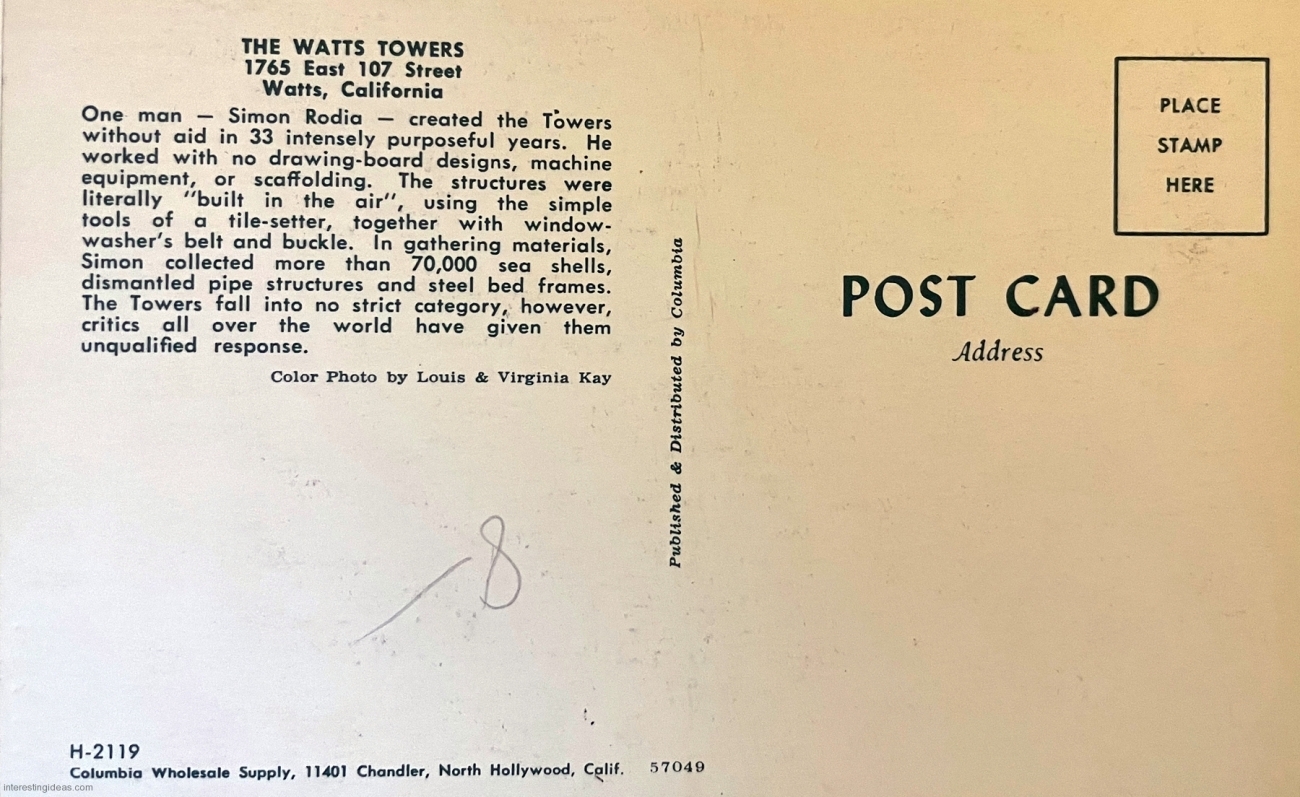 THE WATTS TOWERS
1765 East 107 Street
Watts, California
One man — Simon Rodia — created the Towers
without aid in 33 intensely purposeful years. He
worked with no drawing-board designs, machine
equipment, or scaffolding. The structures were
literally "built in the air", using the simple
tools of a tile-setter, together with window-
washer's belt and buckle. In gathering materials,
Simon collected more than 70,000 sea shells,
dismantled pipe structures and steel bed frames.
The Towers fall into no strict category, however,
critics all over the world have given them
unqualified response.
Color Photo by Louis & Virginia Kay
8
H-2119
Columbia Wholesale Supply, 11401 Chandler, North Hollywood, Calif. 57049
Published & Distributed by Columbia
PLACE
STAMP
HERE
POST CARD
Address
interestingideas.com